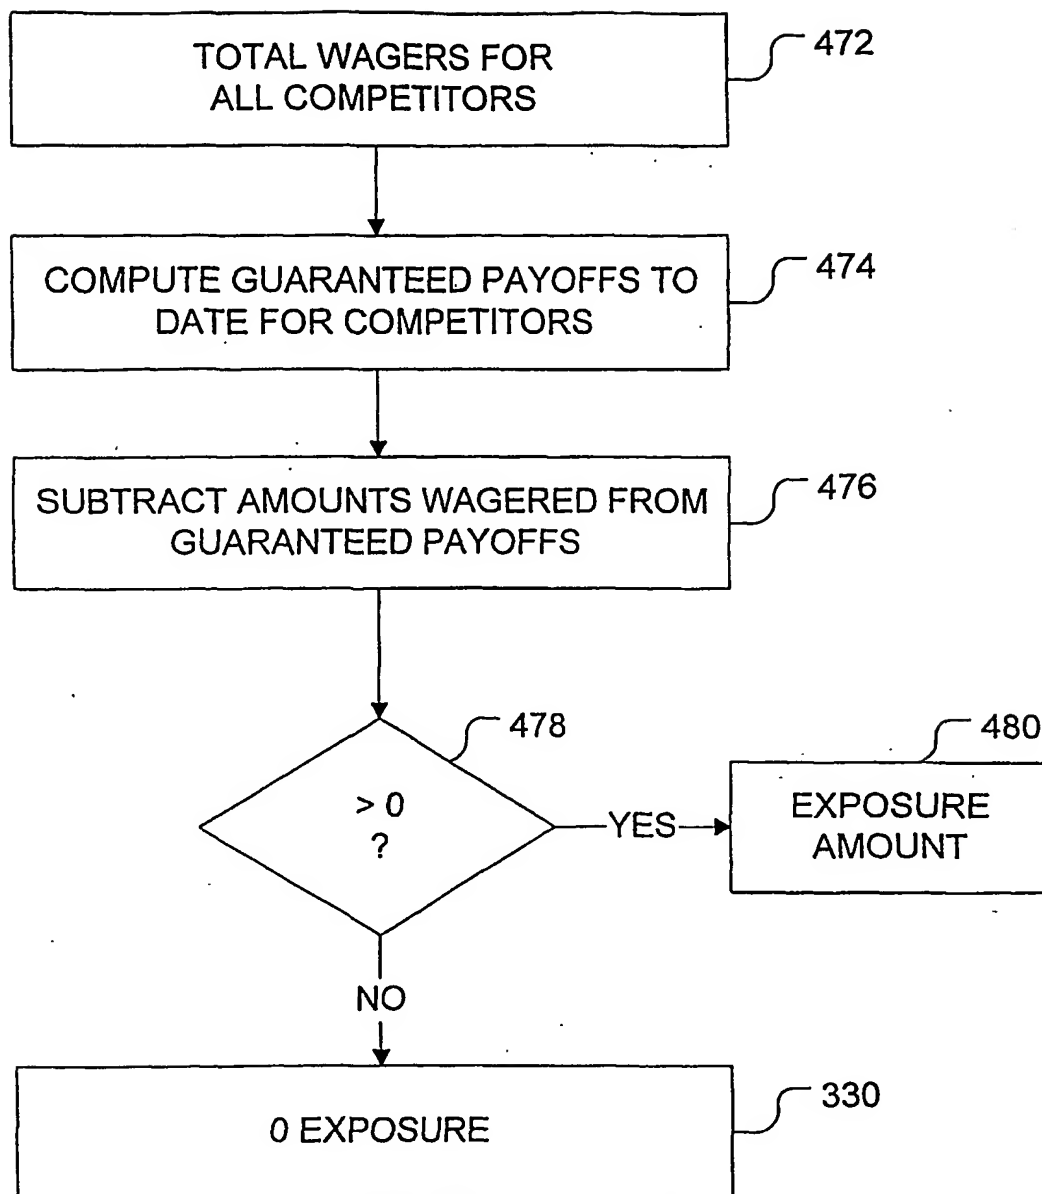 TOTAL WAGERS FOR
ALL COMPETITORS
472
COMPUTE GUARANTEED PAYOFFS TO
DATE FOR COMPETITORS
474
SUBTRACT AMOUNTS WAGERED FROM
GUARANTEED PAYOFFS
476
478
> 0
?
YES
480
EXPOSURE
AMOUNT
NO
0 EXPOSURE
330